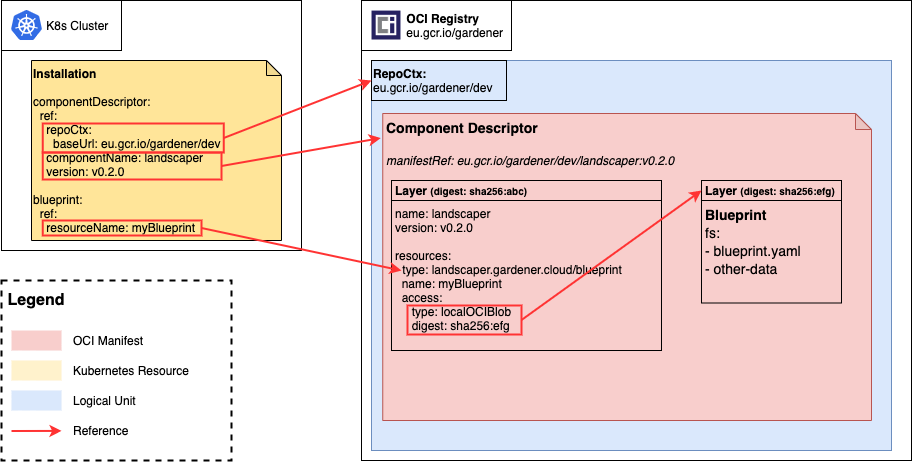 K8s Cluster
Installation
componentDescriptor:
ref:
repoCtx:
baseUrl: eu.gcr.io/gardener/dev
componentName: landscaper
version: v0.2.0
blueprint:
ref:
resourceName: myBlueprint
OCI Registry
eu.gcr.io/gardener
RepoCtx:
eu.gcr.io/gardener/dev
Component Descriptor
manifestRef: eu.gcr.io/gardener/dev/landscaper:v0.2.0
Layer (digest: sha256:abc)
name: landscaper
version: v0.2.0
resources:
type: landscaper.gardener.cloud/blueprint
name: myBlueprint
access:
type: localOCIBlob
digest: sha256:efg
Layer (digest: sha256:efg)
Blueprint
fs:
- blueprint.yaml
- other-data
Legend
OCI Manifest
Kubernetes Resource
Logical Unit
Reference